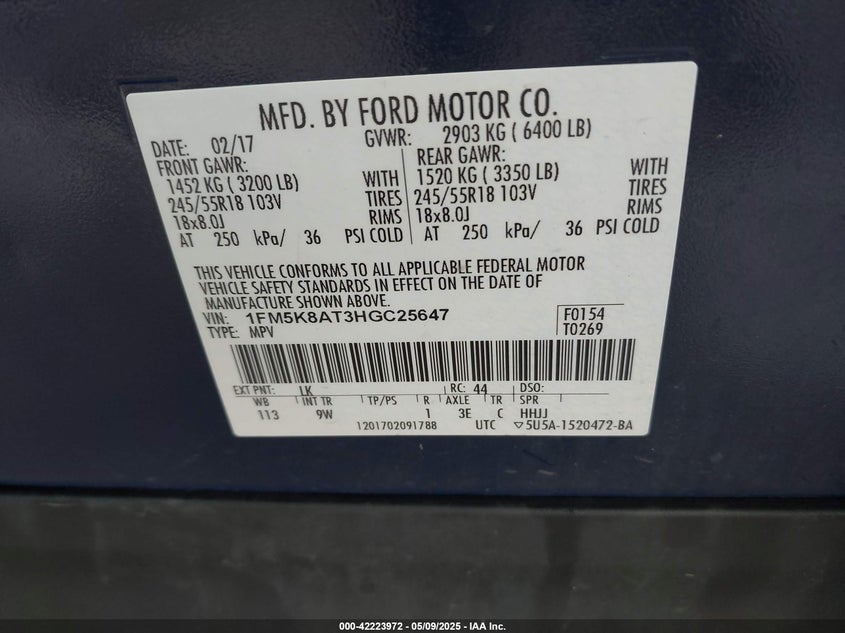 MFD. BY FORD MOTOR CO.
DATE: 02/17 GVWR: 2903 KG ( 6400 LB)
FRONT GAWR: REAR GAWR:
1452 KG ( 3200 LB) WITH 1520 KG ( 3350 LB) WITH
245/55R18 103V TIRES 245/55R18 103V TIRES
18x8.0J RIMS 18x8.0J RIMS
AT 250 kPa/ 36 PSI COLD AT 250 kPa/ 36 PSI COLD
THIS VEHICLE CONFORMS TO ALL APPLICABLE FEDERAL MOTOR
VEHICLE SAFETY STANDARDS IN EFFECT ON THE DATE OF
MANUFACTURE SHOWN ABOVE.
VIN: 1FM5K8AT3HGC25647 F0154
TYPE: MPV T0269
EXT PNT: LK RC: 44 DSO:
WB INT TR TP/PS R AXLE TR SPR
113 9W 1 3E C HHJJ
1201702091788 UTC ▽5U5A-1520472-BA
000-42223972 / 05/09/2025 - IAA Inc.